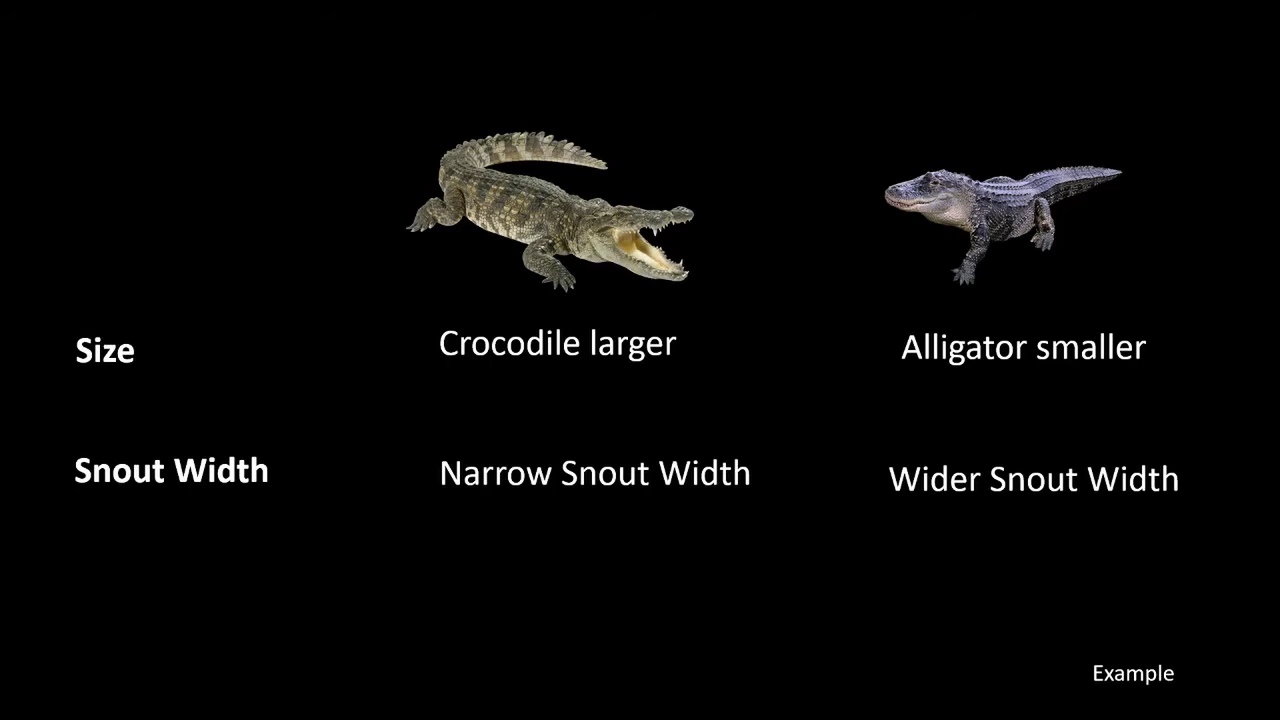 Size
Crocodile larger
Alligator smaller
Snout Width
Narrow Snout Width
Wider Snout Width
Example